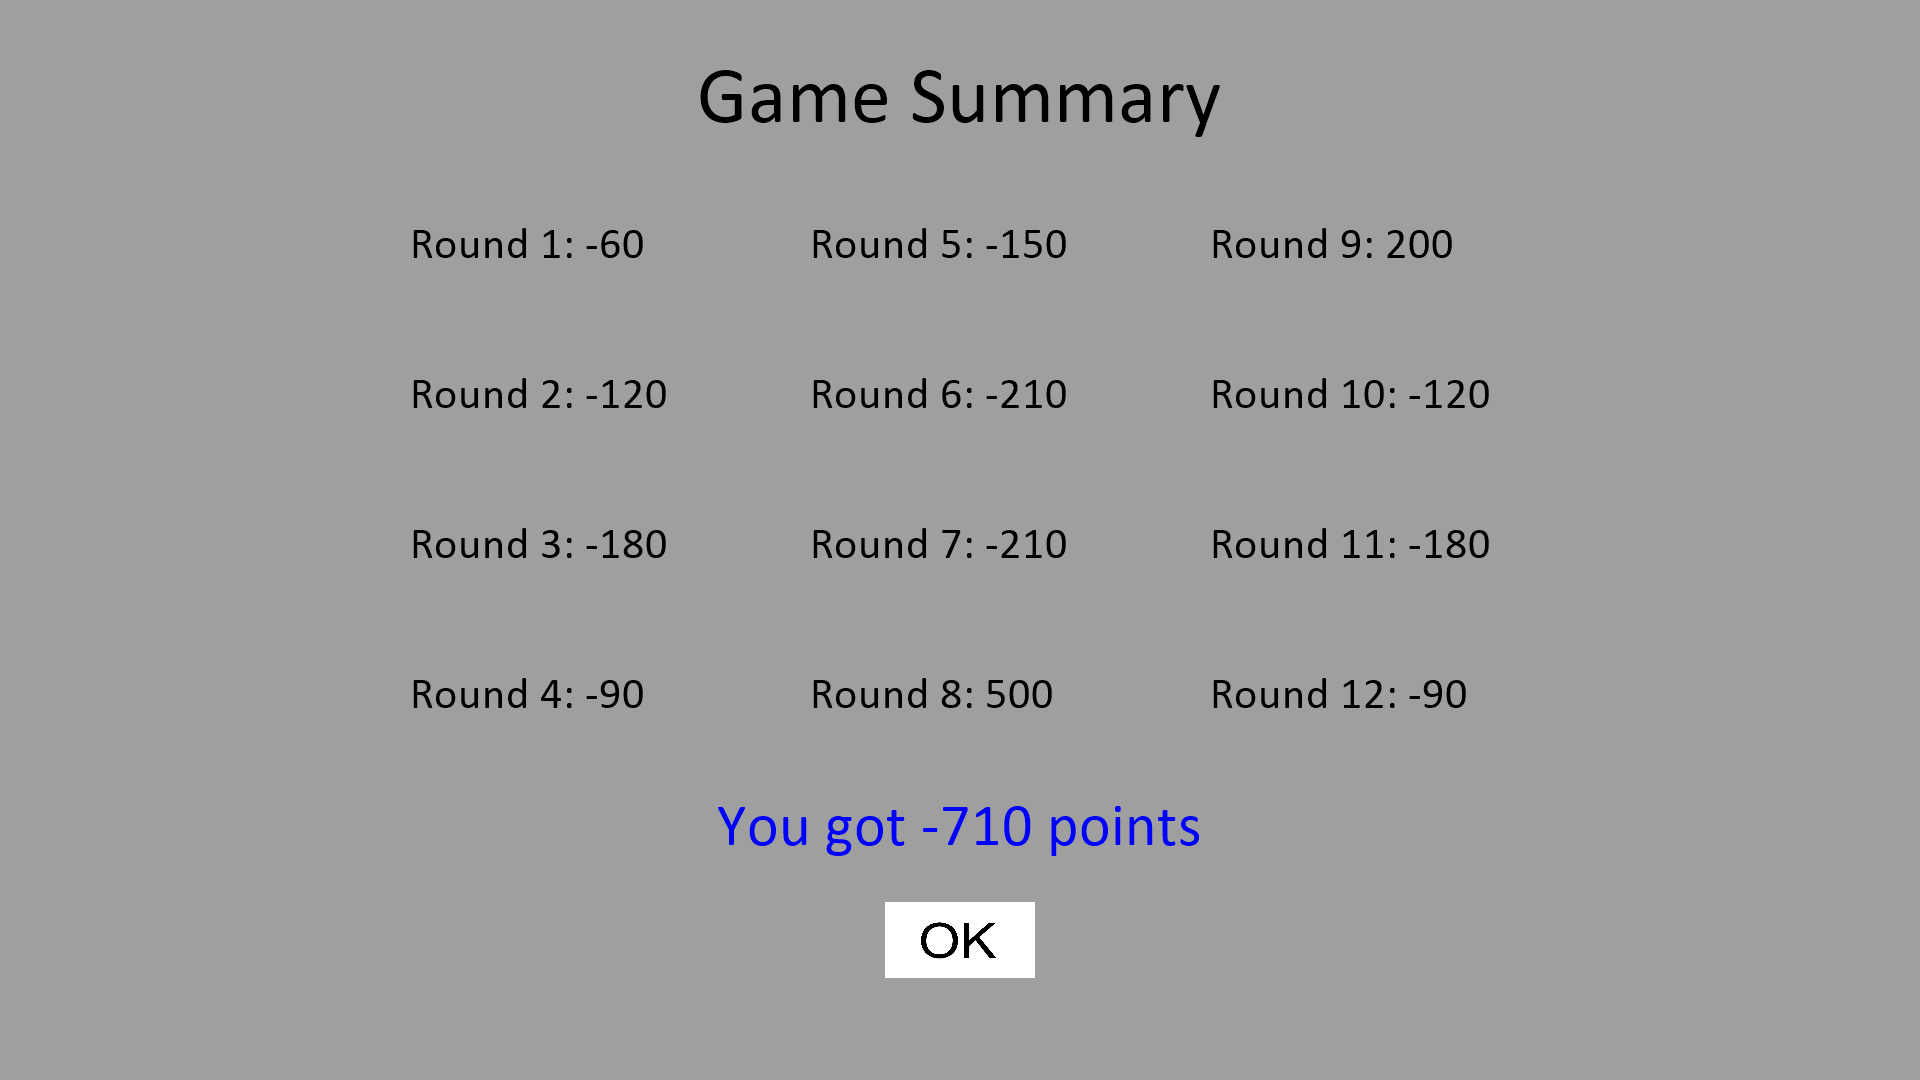 Game Summary
Round 1: -60
Round 2: -120
Round 3: -180
Round 4: -90
Round 5: -150
Round 6: -210
Round 7: -210
Round 8: 500
Round 9: 200
Round 10: -120
Round 11: -180
Round 12: -90
You got -710 points
OK